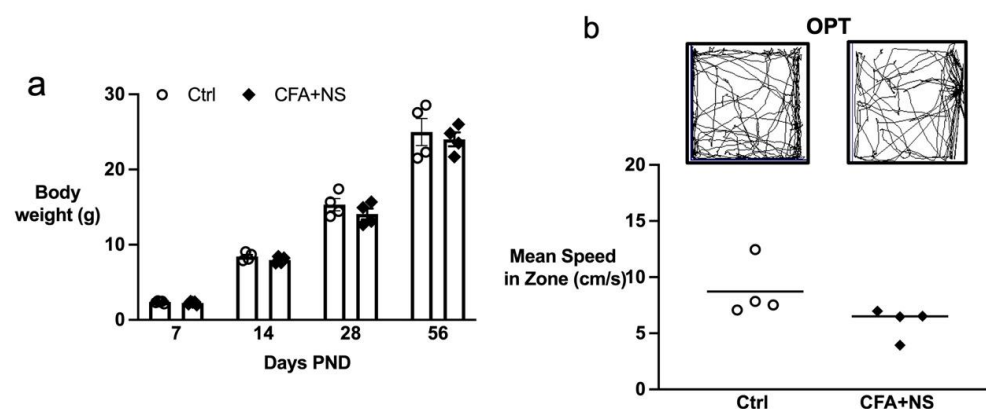 a
Ctrl
CFA+NS
30
20
10
0
Body
weight (g)
7
14
28
56
Days PND
b
OPT
20
15
10
5
0
Mean Speed
in Zone (cm/s)
Ctrl
CFA+NS